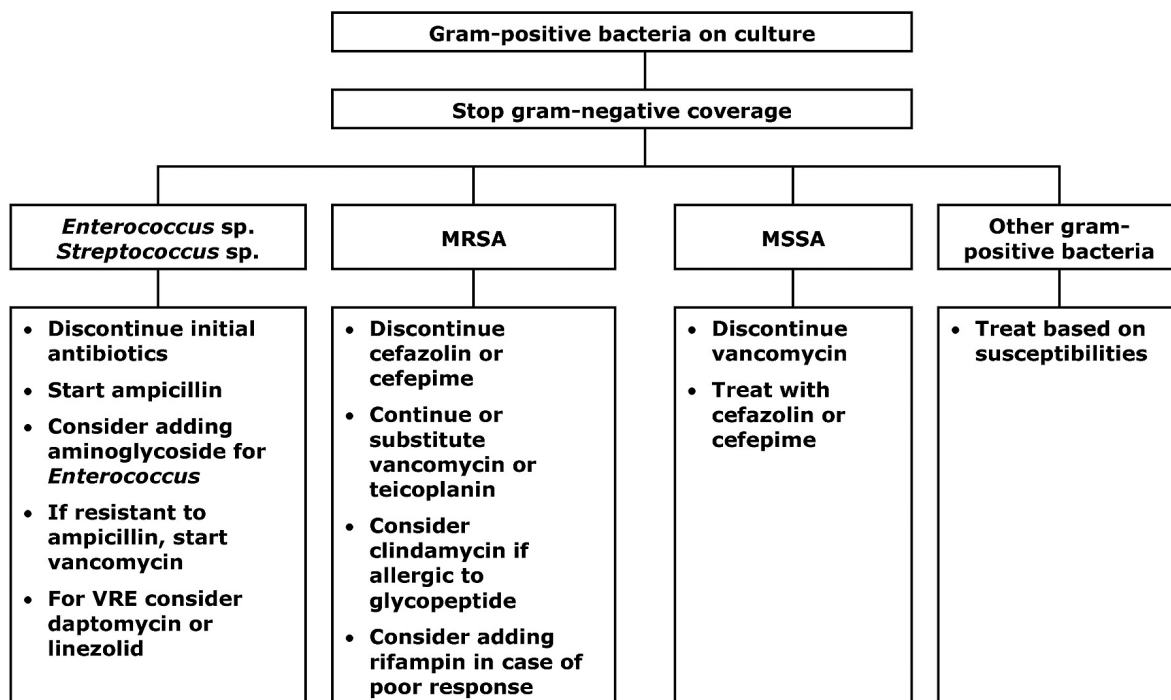 Gram-positive bacteria on culture
Stop gram-negative coverage
Enterococcus sp.
Streptococcus sp.
MRSA
MSSA
Other gram-
positive bacteria
• Discontinue initial
antibiotics
• Start ampicillin
• Consider adding
aminoglycoside for
Enterococcus
• If resistant to
ampicillin, start
vancomycin
• For VRE consider
daptomycin or
linezolid
• Discontinue
cefazolin or
cefepime
• Continue or
substitute
vancomycin or
teicoplanin
• Consider
clindamycin if
allergic to
glycopeptide
• Consider adding
rifampin in case of
poor response
• Discontinue
vancomycin
• Treat with
cefazolin or
cefepime
• Treat based on
susceptibilities